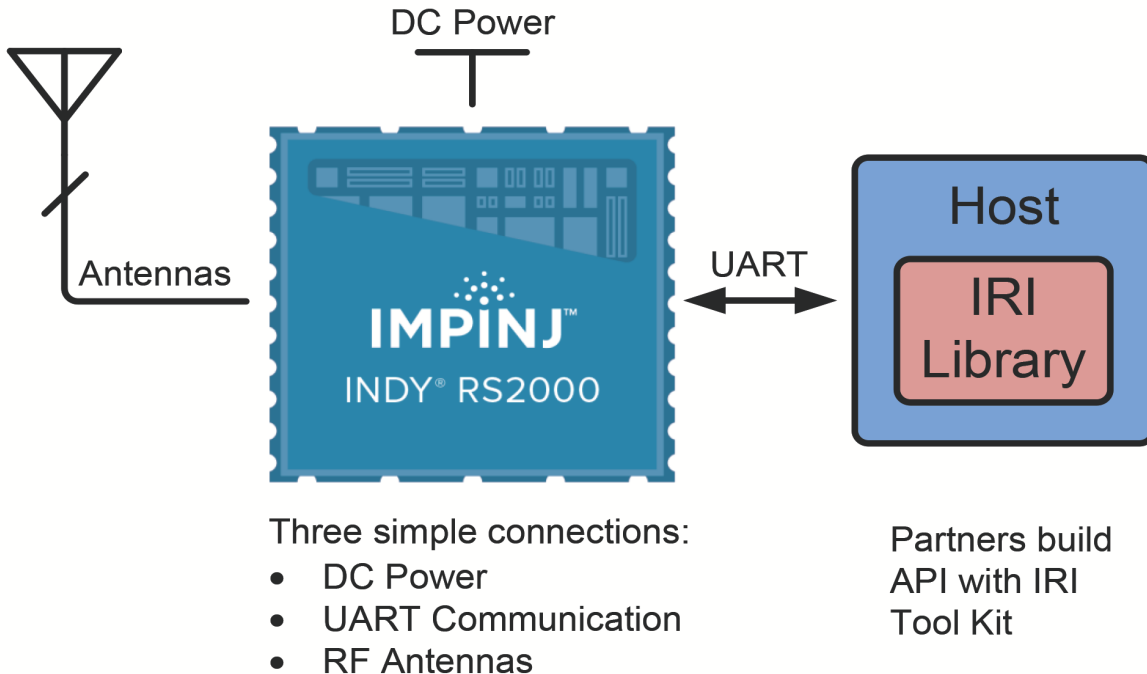 DC Power
Antennas
IMPINJ™
INDY® RS2000
UART
Host
IRI
Library
Three simple connections:
• DC Power
• UART Communication
• RF Antennas
Partners build
API with IRI
Tool Kit